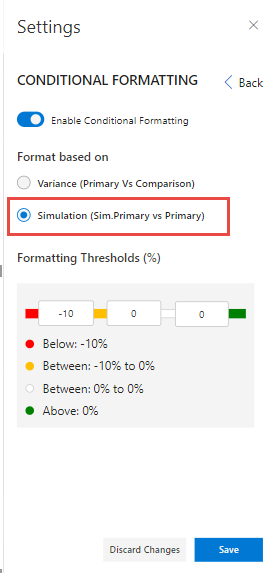 Settings
CONDITIONAL FORMATTING
Back
Enable Conditional Formatting
Format based on
Variance (Primary Vs Comparison)
Simulation (Sim.Primary vs Primary)
Formatting Thresholds (%)
-10 0 0
Below: -10%
Between: -10% to 0%
Between: 0% to 0%
Above: 0%
Discard Changes Save